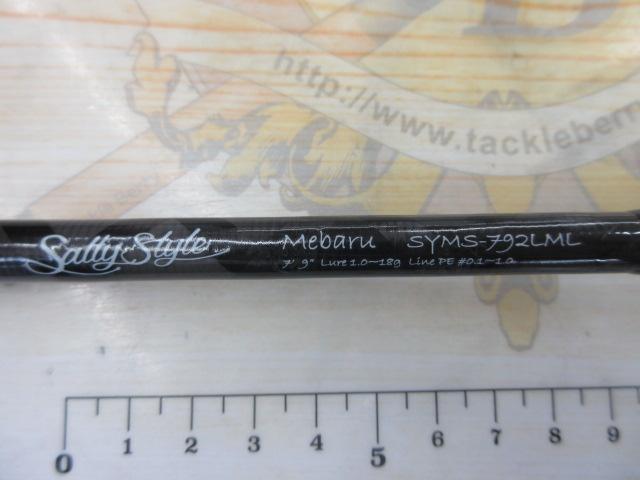 http://www.tackleber
Salty Style Mebaru SYMS-792LML
7' 9" Lure 1.0~18g Line PE #0.1~1.0
0 1 2 3 4 5 6 7 8 9